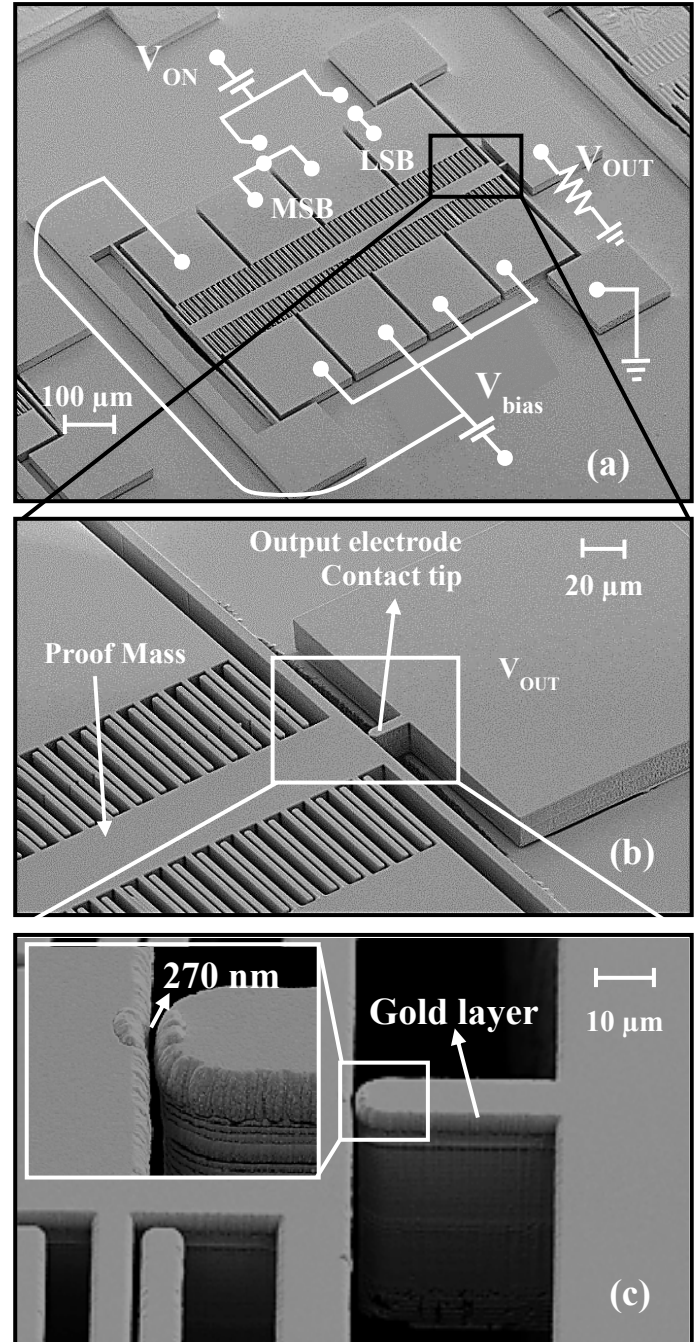 V_ON
LSB
V_OUT
MSB
100 µm
V_bias
(a)
Output electrode
Contact tip
20 µm
Proof Mass
V_OUT
(b)
270 nm
Gold layer
10 µm
(c)